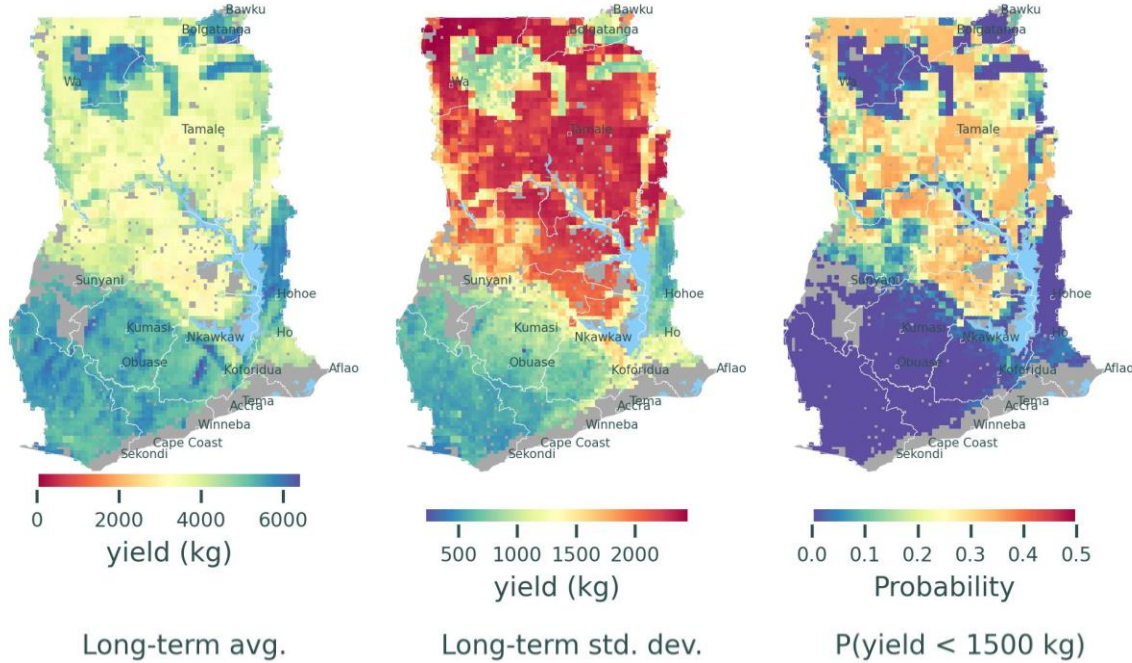 Bawku
Bolgatanga
Wa
Tamale
Sunyani
Hohoe
Kumasi
Nkawkaw
Ho
Obuase
Koforidua
Aflao
Tema
Accra
Winneba
Cape Coast
Sekondi
0 2000 4000 6000
yield (kg)
Long-term avg.
Bawku
Bolgatanga
Wa
Tamale
Sunyani
Hohoe
Kumasi
Nkawkaw
Ho
Obuase
Koforidua
Aflao
Tema
Accra
Winneba
Cape Coast
Sekondi
500 1000 1500 2000
yield (kg)
Long-term std. dev.
Bawku
Bolgatanga
Wa
Tamale
Sunyani
Hohoe
Kumasi
Nkawkaw
Ho
Obuase
Koforidua
Aflao
Tema
Accra
Winneba
Cape Coast
Sekondi
0.0 0.1 0.2 0.3 0.4 0.5
Probability
P(yield < 1500 kg)